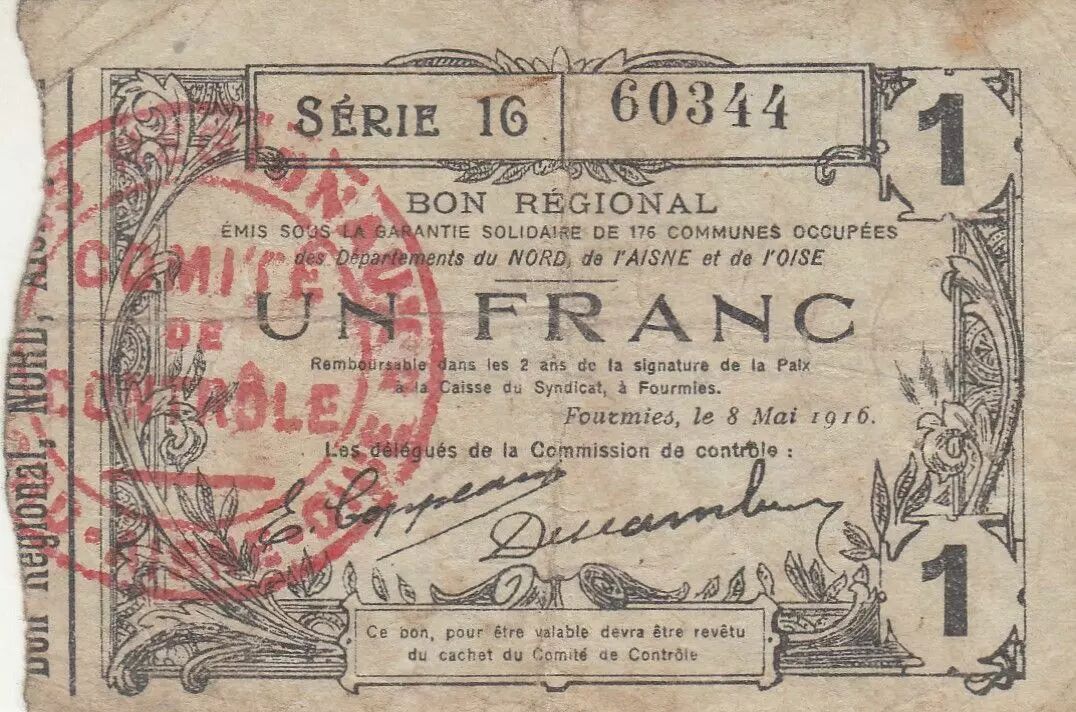 SÉRIE 16
60344
1
BON RÉGIONAL
ÉMIS SOUS LA GARANTIE SOLIDAIRE DE 176 COMMUNES OCCUPÉES
des Départements du NORD, de l'AISNE et de l'OISE
UN FRANC
Remboursable dans les 2 ans de la signature de la Paix
à la Caisse du Syndicat, à Fourmies.
Fourmies, le 8 Mai 1916.
Les délégués de la Commission de contrôle :
E. Coppeaux
1
Ce bon, pour être valable devra être revêtu
du cachet du Comité de Contrôle
COMITÉ
DE
CONTRÔLE
Bon Régional, NORD,